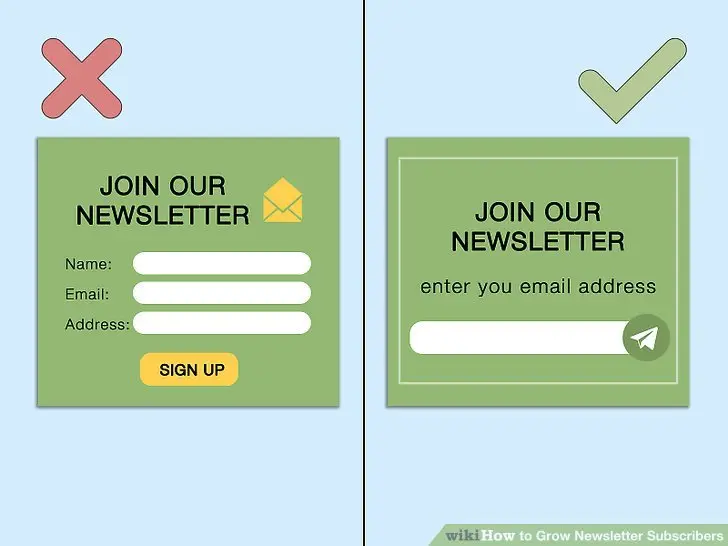 JOIN OUR
NEWSLETTER
Name:
Email:
Address:
SIGN UP
JOIN OUR
NEWSLETTER
enter you email address
wikiHow to Grow Newsletter Subscribers